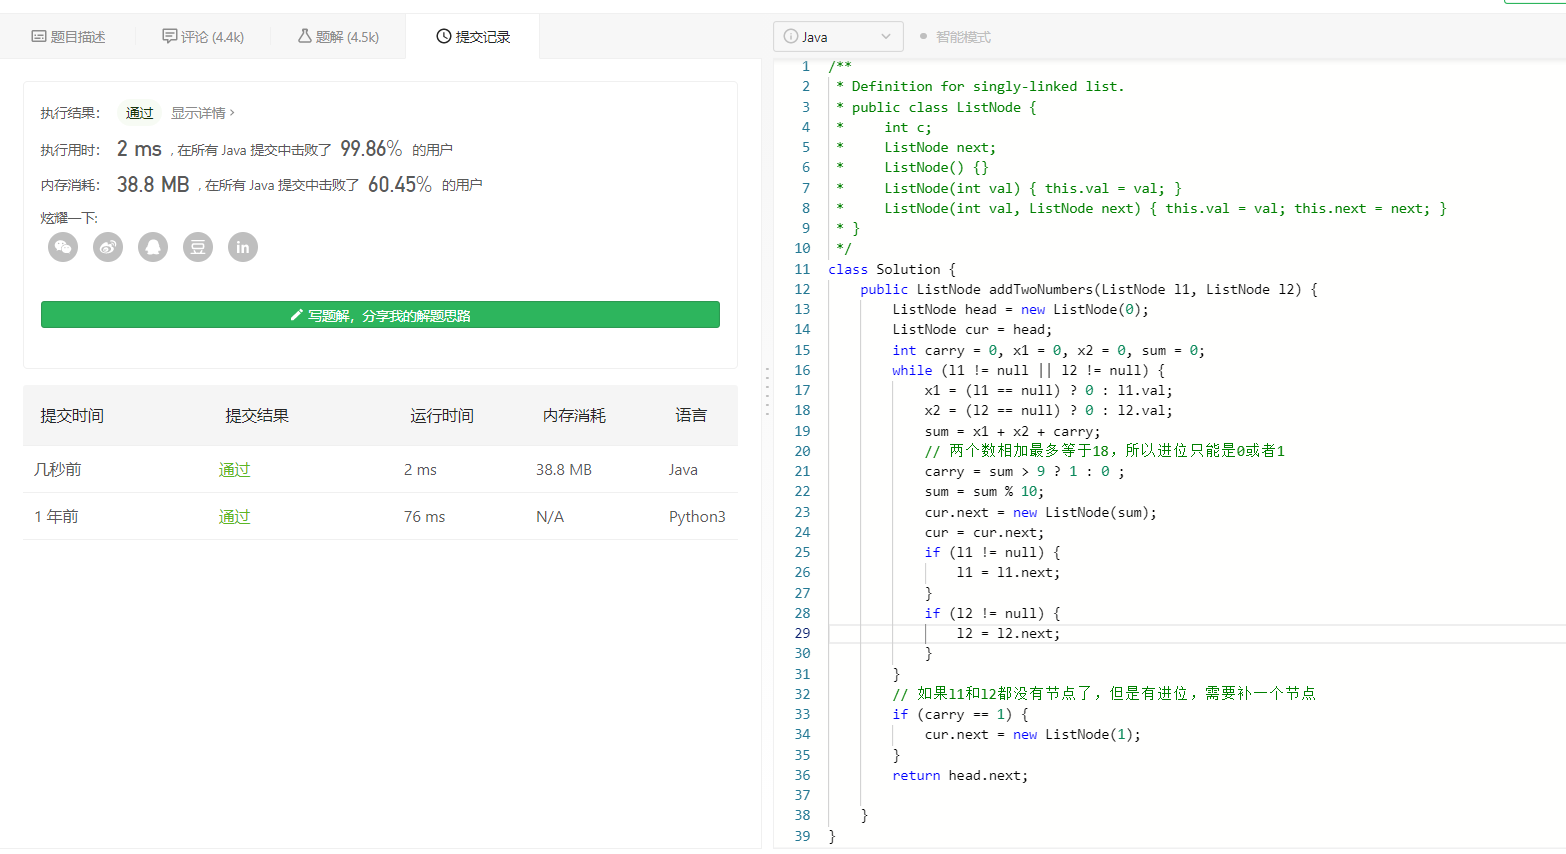 题目描述
评论 (4.4k)
题解 (4.5k)
提交记录
执行结果： 通过 显示详情 ›
执行用时： 2 ms , 在所有 Java 提交中击败了 99.86% 的用户
内存消耗： 38.8 MB , 在所有 Java 提交中击败了 60.45% 的用户
炫耀一下:
豆 in
写题解，分享我的解题思路
提交时间 提交结果 运行时间 内存消耗 语言
几秒前 通过 2 ms 38.8 MB Java
1 年前 通过 76 ms N/A Python3
Java
智能模式
1 /**
2  * Definition for singly-linked list.
3  * public class ListNode {
4  *     int c;
5  *     ListNode next;
6  *     ListNode() {}
7  *     ListNode(int val) { this.val = val; }
8  *     ListNode(int val, ListNode next) { this.val = val; this.next = next; }
9  * }
10  */
11 class Solution {
12     public ListNode addTwoNumbers(ListNode l1, ListNode l2) {
13         ListNode head = new ListNode(0);
14         ListNode cur = head;
15         int carry = 0, x1 = 0, x2 = 0, sum = 0;
16         while (l1 != null || l2 != null) {
17             x1 = (l1 == null) ? 0 : l1.val;
18             x2 = (l2 == null) ? 0 : l2.val;
19             sum = x1 + x2 + carry;
20             // 两个数相加最多等于18，所以进位只能是0或者1
21             carry = sum > 9 ? 1 : 0 ;
22             sum = sum % 10;
23             cur.next = new ListNode(sum);
24             cur = cur.next;
25             if (l1 != null) {
26                 l1 = l1.next;
27             }
28             if (l2 != null) {
29                 l2 = l2.next;
30             }
31         }
32         // 如果l1和l2都没有节点了，但是有进位，需要补一个节点
33         if (carry == 1) {
34             cur.next = new ListNode(1);
35         }
36         return head.next;
37
38     }
39 }